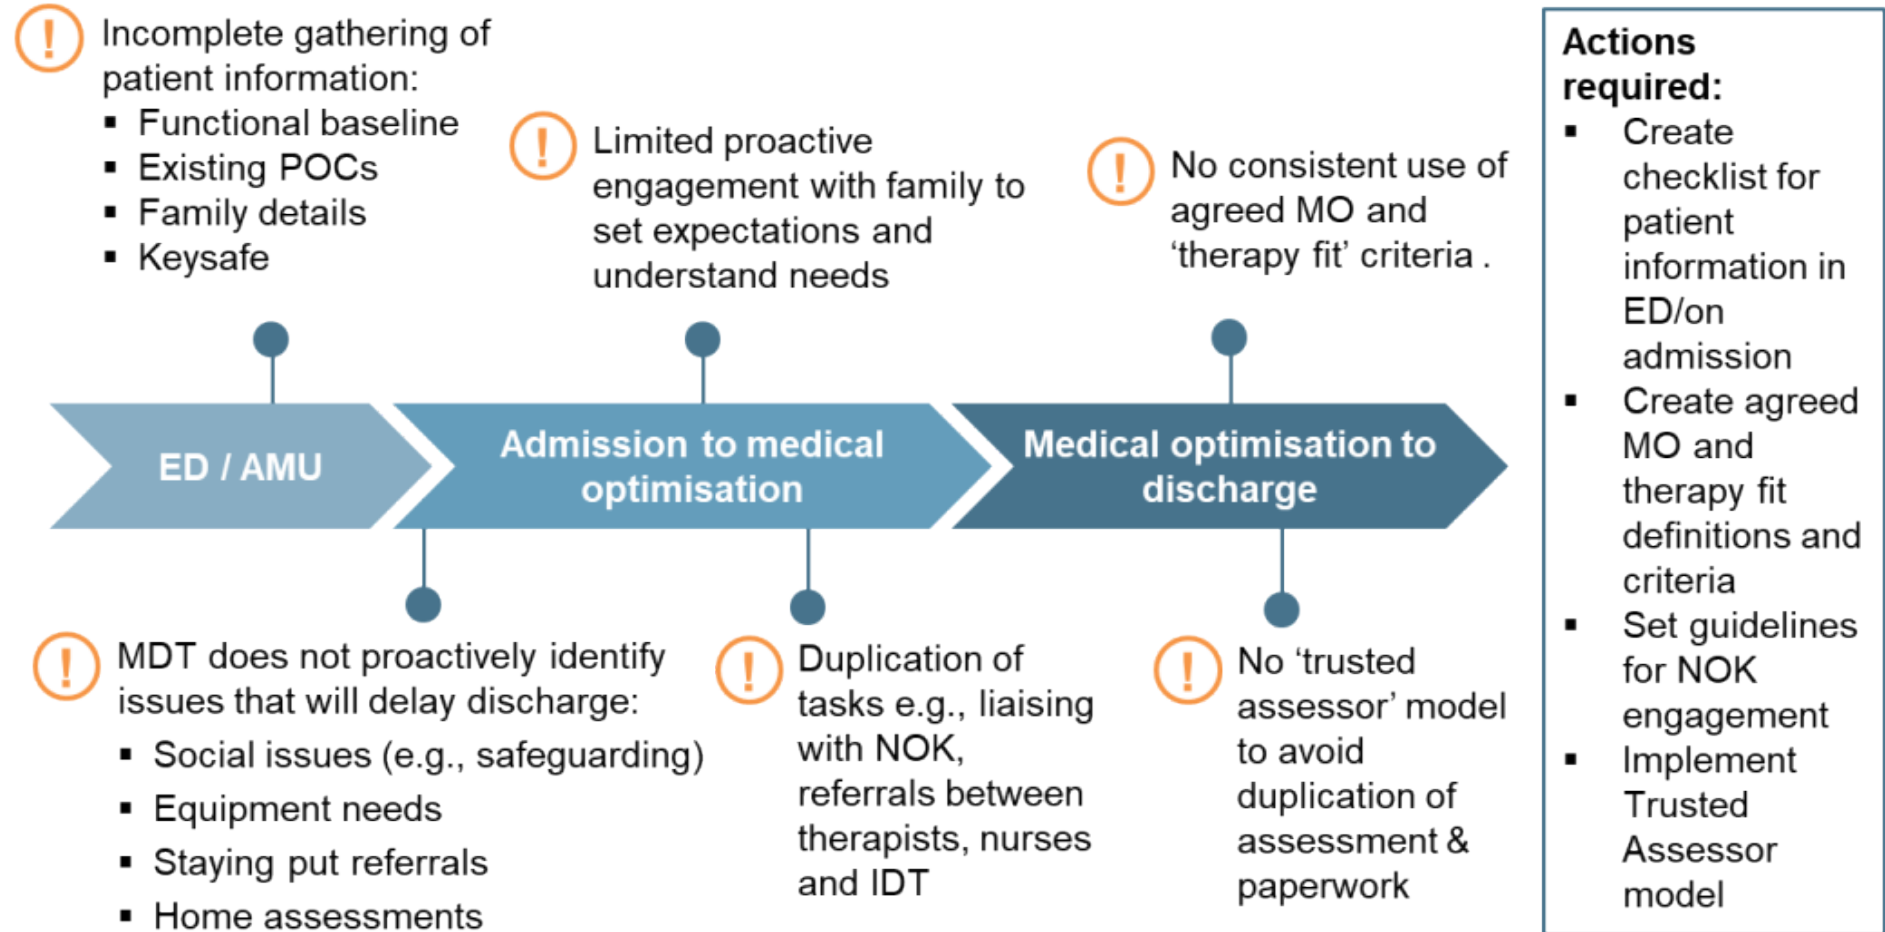 Incomplete gathering of
patient information:
▪ Functional baseline
▪ Existing POCs
▪ Family details
▪ Keysafe
Limited proactive
engagement with family to
set expectations and
understand needs
No consistent use of
agreed MO and
‘therapy fit’ criteria .
ED / AMU
Admission to medical
optimisation
Medical optimisation to
discharge
MDT does not proactively identify
issues that will delay discharge:
▪ Social issues (e.g., safeguarding)
▪ Equipment needs
▪ Staying put referrals
▪ Home assessments
Duplication of
tasks e.g., liaising
with NOK,
referrals between
therapists, nurses
and IDT
No ‘trusted
assessor’ model
to avoid
duplication of
assessment &
paperwork
Actions
required:
▪ Create
checklist for
patient
information in
ED/on
admission
▪ Create agreed
MO and
therapy fit
definitions and
criteria
▪ Set guidelines
for NOK
engagement
▪ Implement
Trusted
Assessor
model